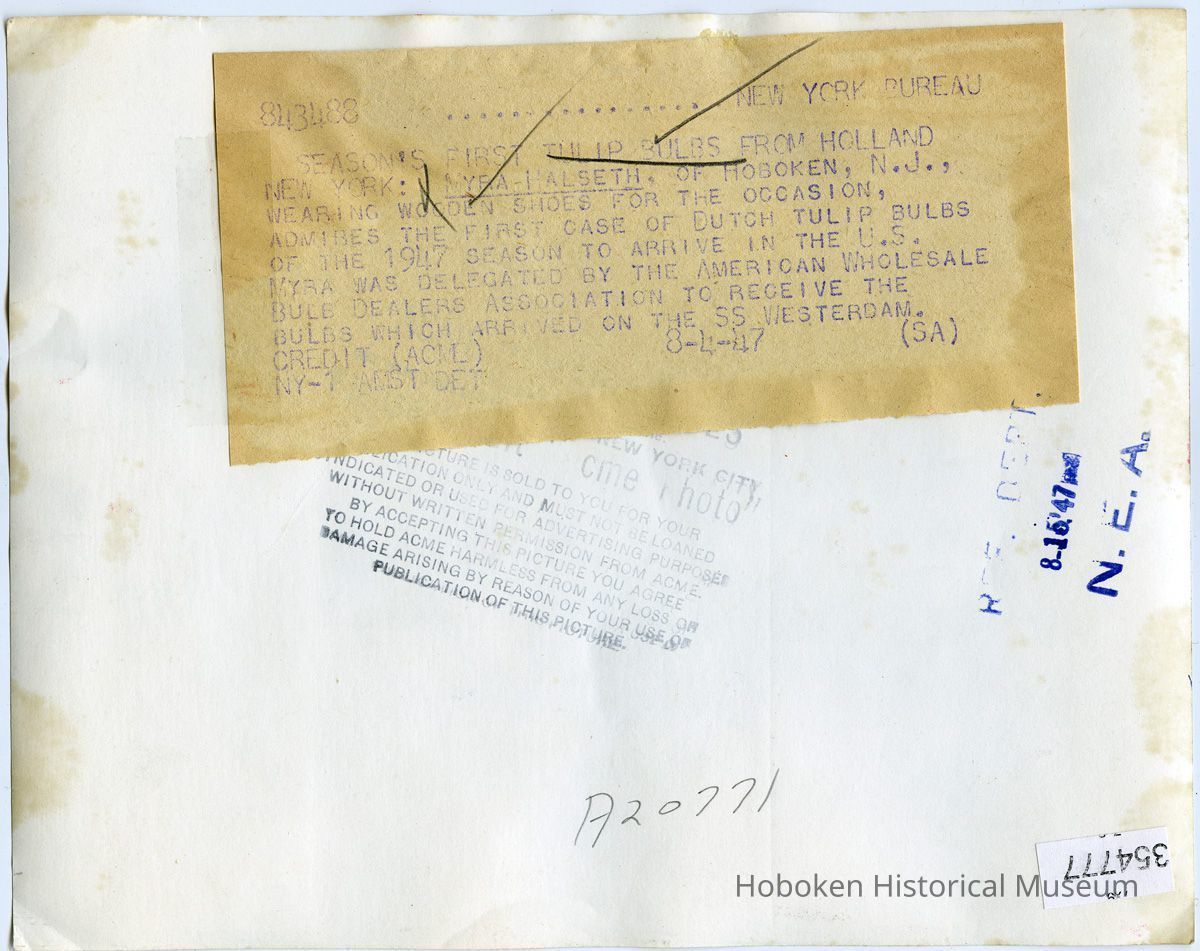 843488 .................. NEW YORK BUREAU
SEASON'S FIRST TULIP BULBS FROM HOLLAND
NEW YORK: MYRA HALSETH, OF HOBOKEN, N.J.,
WEARING WOODEN SHOES FOR THE OCCASION,
ADMIRES THE FIRST CASE OF DUTCH TULIP BULBS
OF THE 1947 SEASON TO ARRIVE IN THE U.S.
MYRA WAS DELEGATED BY THE AMERICAN WHOLESALE
BULB DEALERS ASSOCIATION TO RECEIVE THE
BULBS WHICH ARRIVED ON THE SS WESTERDAM.
CREDIT (ACME) 8-4-47 (SA)
NY-1 AMST DET
NEW YORK CITY,
PICTURE IS SOLD TO YOU FOR YOUR
PUBLICATION ONLY AND MUST NOT BE LOANED
INDICATED OR USED FOR ADVERTISING PURPOSES
WITHOUT WRITTEN PERMISSION FROM ACME.
BY ACCEPTING THIS PICTURE YOU AGREE
TO HOLD ACME HARMLESS FROM ANY LOSS OR
DAMAGE ARISING BY REASON OF YOUR USE OF
PUBLICATION OF THIS PICTURE.
cme Photo"
REF. DEPT.
8-15'47
N.E.A.
A20771
354777
Hoboken Historical Museum